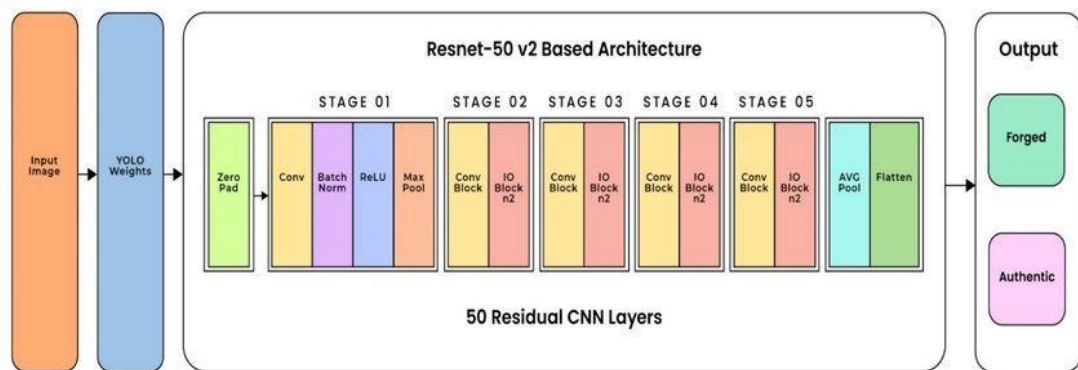 Resnet-50 v2 Based Architecture
Output
STAGE 01
STAGE 02
STAGE 03
STAGE 04
STAGE 05
Input
Image
YOLO
Weights
Zero
Pad
Conv
Batch
Norm
ReLU
Max
Pool
Conv
Block
IO
Block
n2
Conv
Block
IO
Block
n2
Conv
Block
IO
Block
n2
Conv
Block
IO
Block
n2
AVG
Pool
Flatten
Forged
Authentic
50 Residual CNN Layers